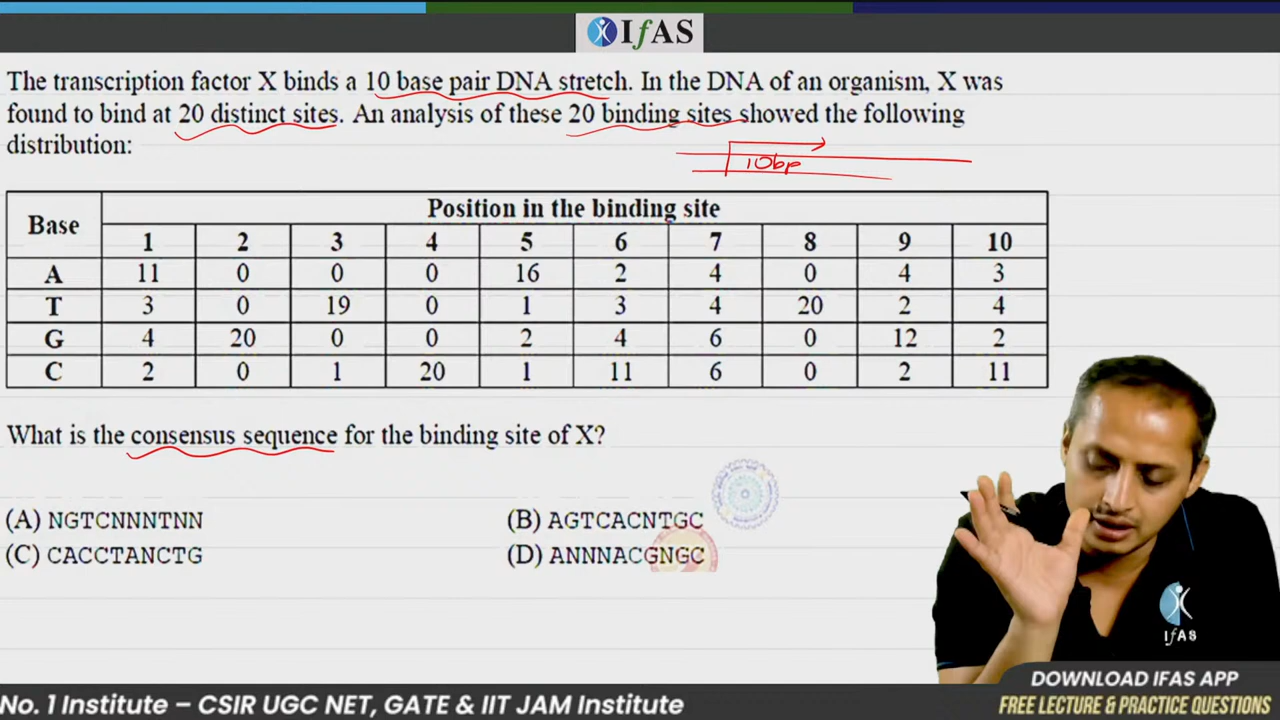 IfAS
The transcription factor X binds a 10 base pair DNA stretch. In the DNA of an organism, X was
found to bind at 20 distinct sites. An analysis of these 20 binding sites showed the following
distribution:
10bp
Base Position in the binding site
1 2 3 4 5 6 7 8 9 10
A 11 0 0 0 16 2 4 0 4 3
T 3 0 19 0 1 3 4 20 2 4
G 4 20 0 0 2 4 6 0 12 2
C 2 0 1 20 1 11 6 0 2 11
What is the consensus sequence for the binding site of X?
(A) NGTCNNNTNN (B) AGTCACNTGC
(C) CACCTANCTG (D) ANNNACGNGC
IfAS
DOWNLOAD IFAS APP
No. 1 Institute – CSIR UGC NET, GATE & IIT JAM Institute
FREE LECTURE & PRACTICE QUESTIONS